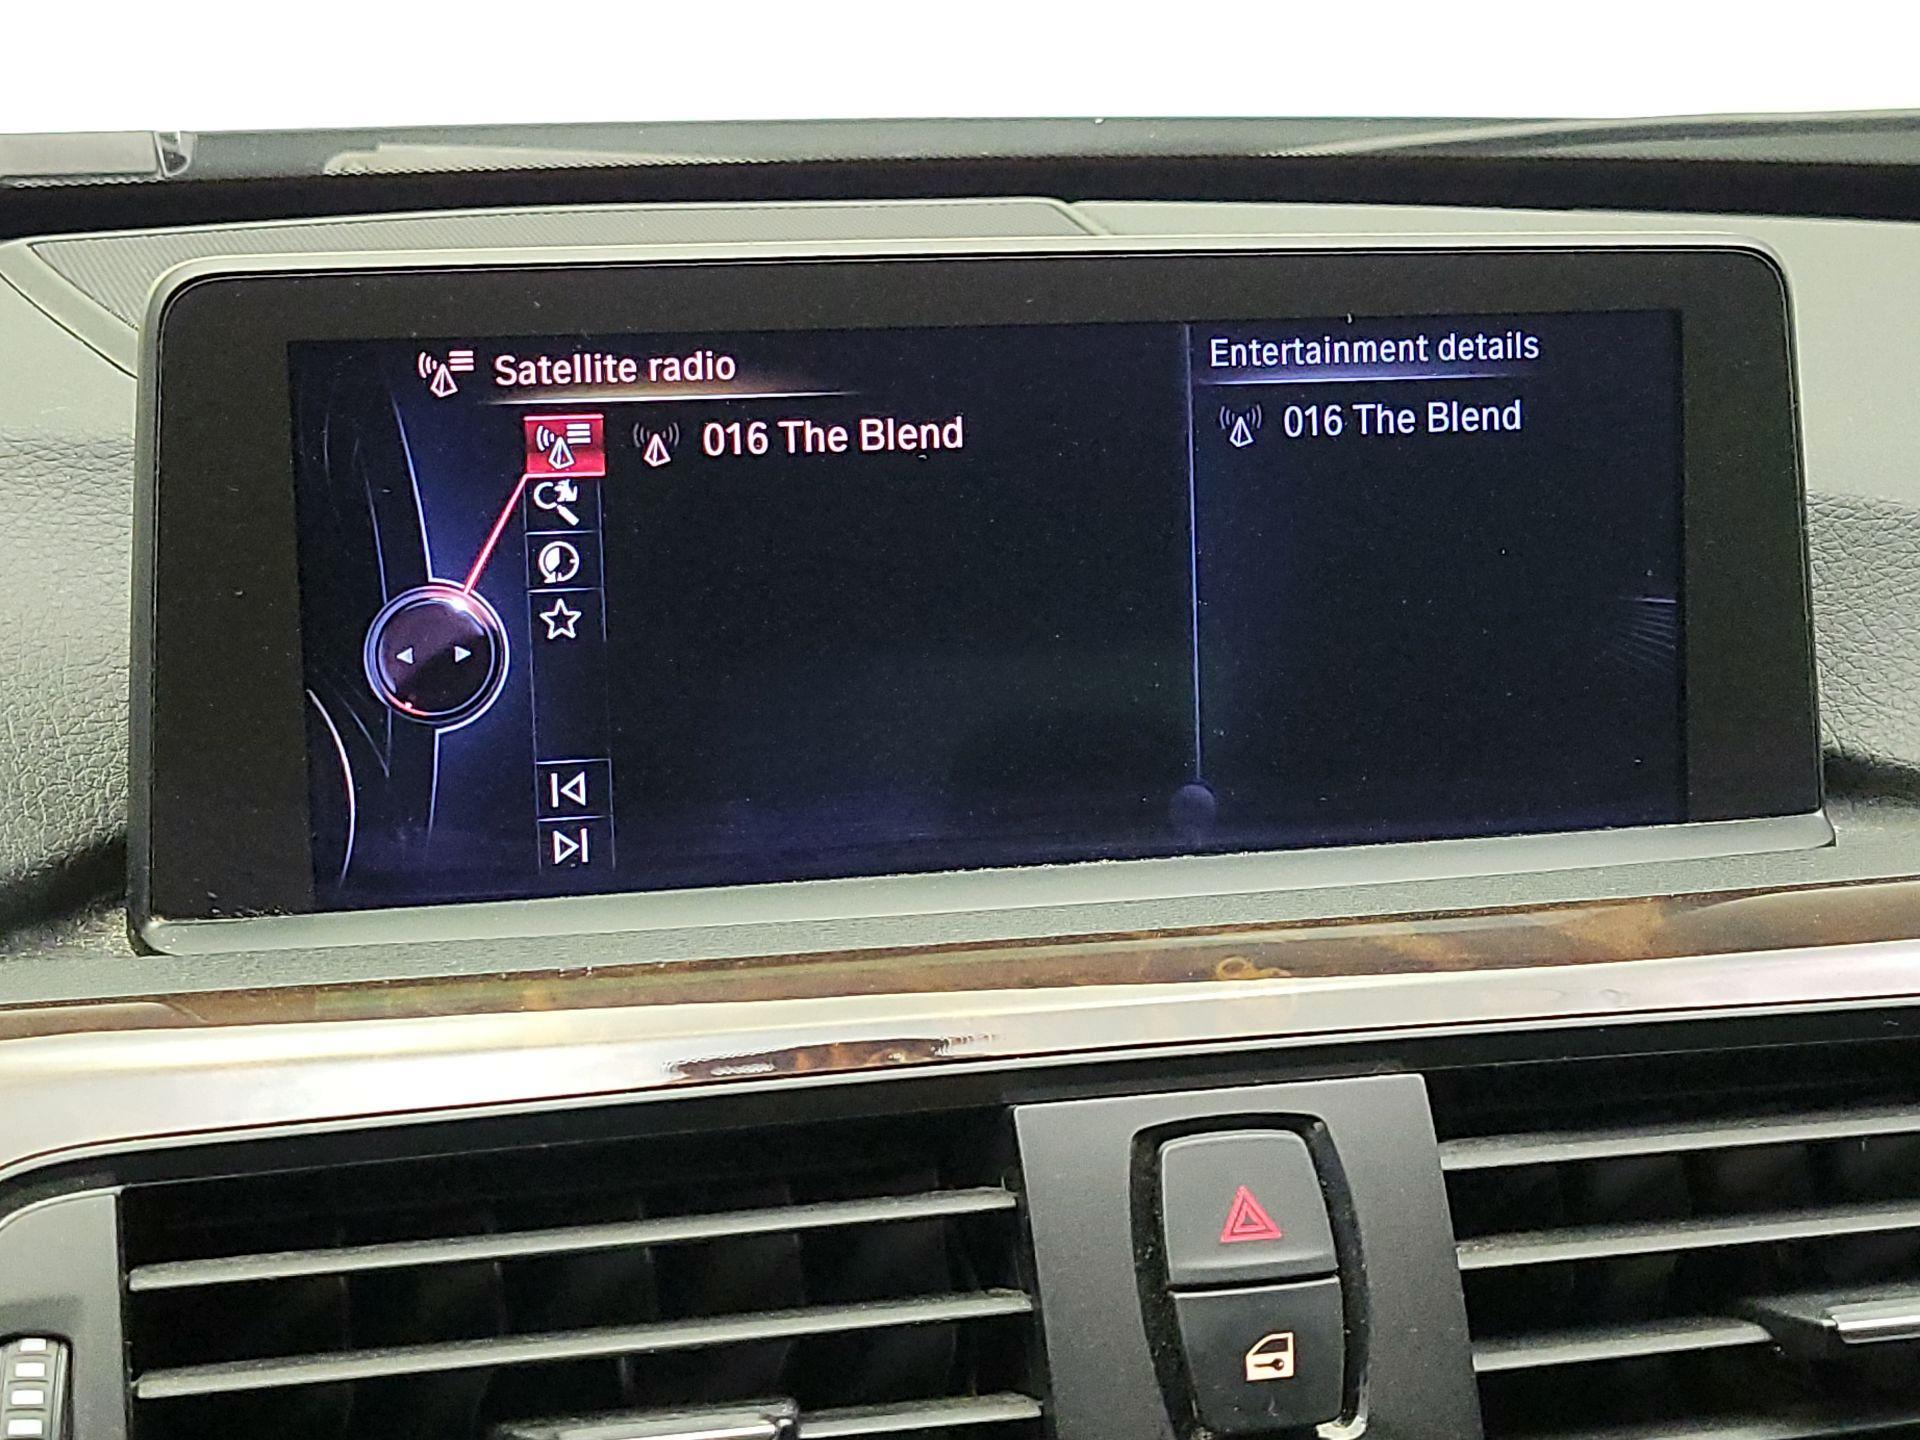 Satellite radio
016 The Blend
Entertainment details
016 The Blend